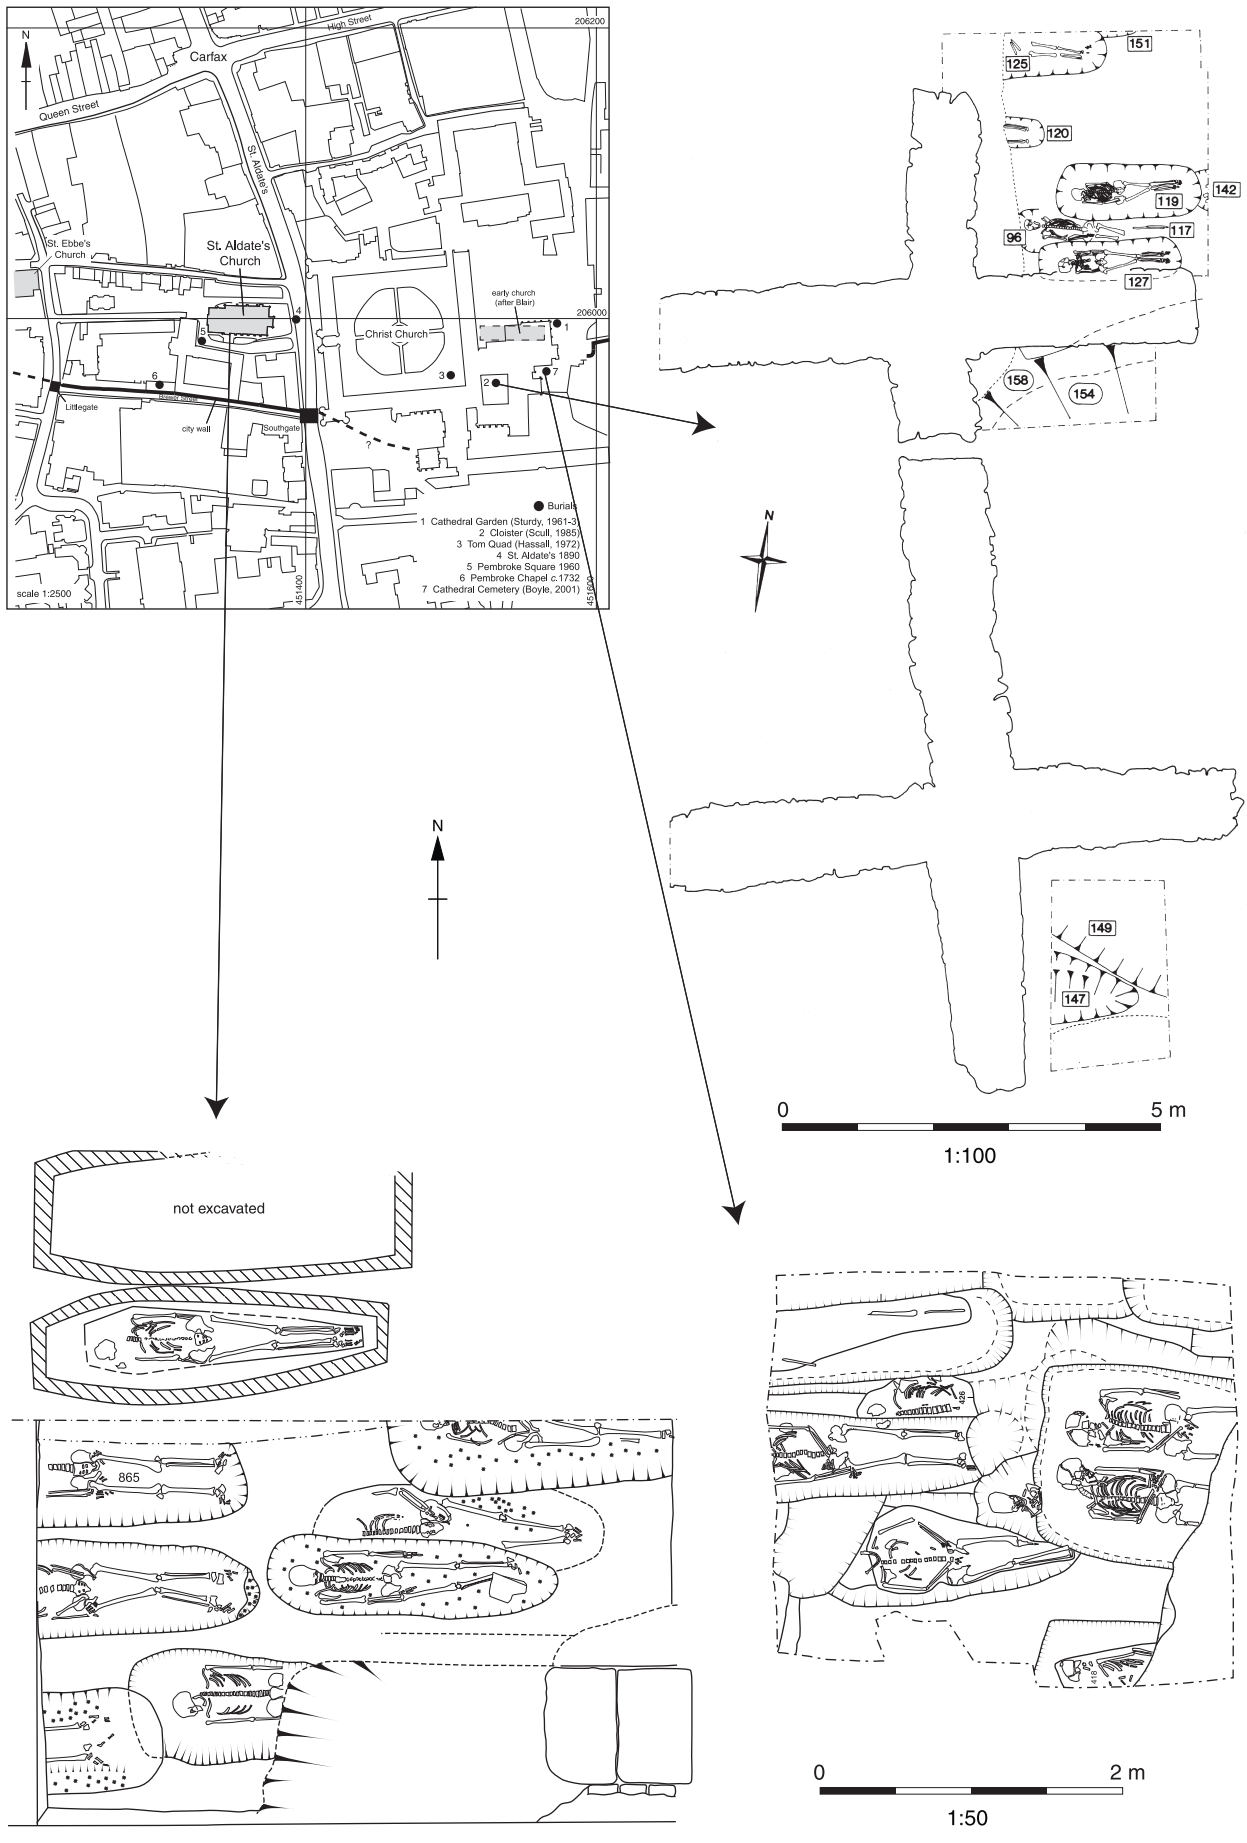 206200
High Street
N
Carfax
Queen Street
St. Aldate's
St. Ebbe's
Church
St. Aldate's
Church
early church
(after Blair)
206000
4
1
5
Christ Church
3
7
2
6
Brewer Street
Littlegate
city wall
Southgate
?
Burials
1 Cathedral Garden (Sturdy, 1961-3)
2 Cloister (Scull, 1985)
3 Tom Quad (Hassall, 1972)
4 St. Aldate's 1890
5 Pembroke Square 1960
6 Pembroke Chapel c.1732
7 Cathedral Cemetery (Boyle, 2001)
scale 1:2500
451400
451600
151
125
120
142
119
117
96
127
158
154
N
N
149
147
0 5 m
1:100
not excavated
865
426
418
0 2 m
1:50